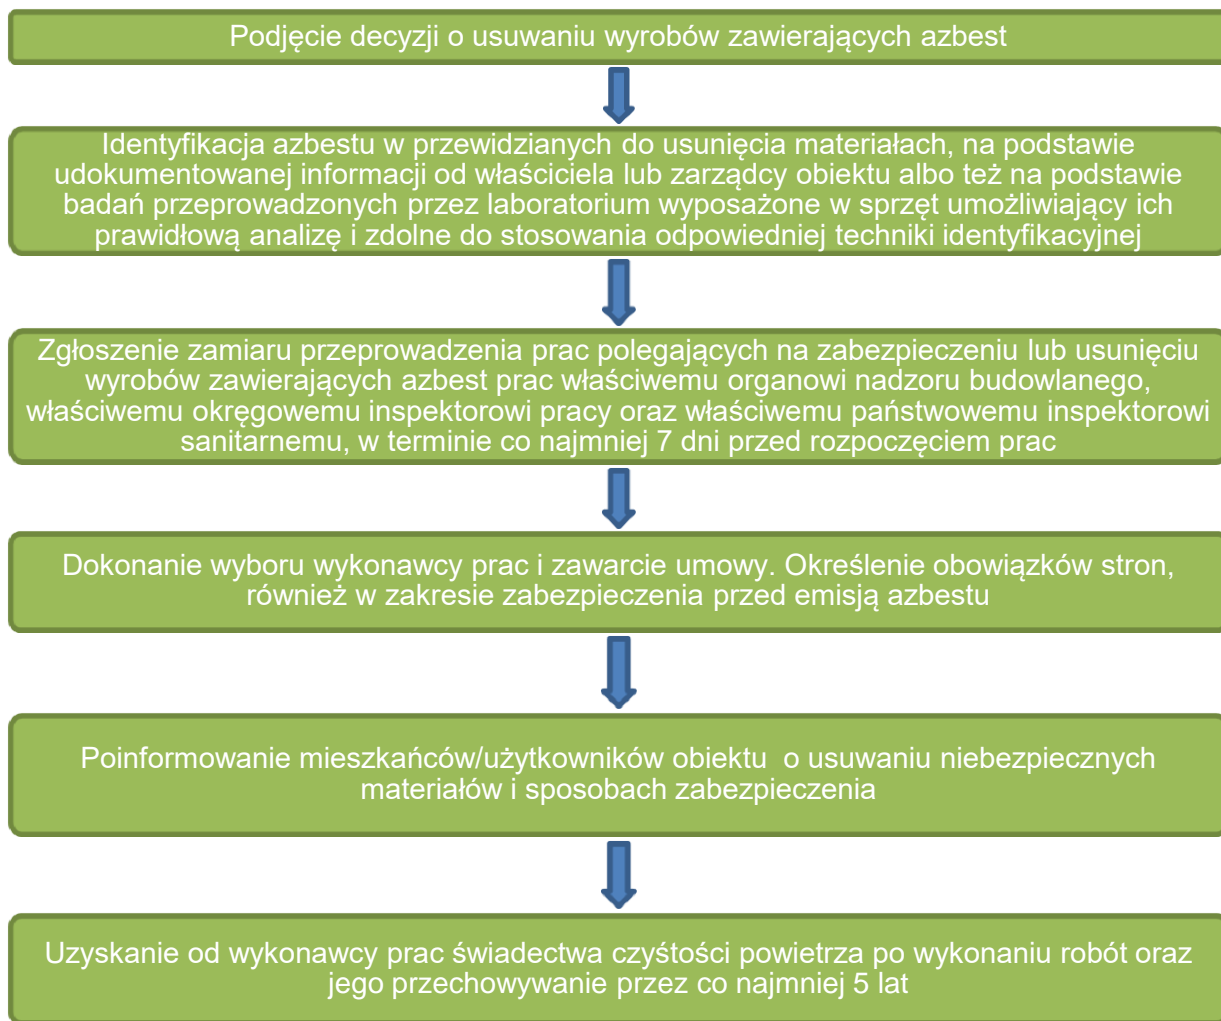 Podjęcie decyzji o usuwaniu wyrobów zawierających azbest
Identyfikacja azbestu w przewidzianych do usunięcia materiałach, na podstawie
udokumentowanej informacji od właściciela lub zarządcy obiektu albo też na podstawie
badań przeprowadzonych przez laboratorium wyposażone w sprzęt umożliwiający ich
prawidłową analizę i zdolne do stosowania odpowiedniej techniki identyfikacyjnej
Zgłoszenie zamiaru przeprowadzenia prac polegających na zabezpieczeniu lub usunięciu
wyrobów zawierających azbest prac właściwemu organowi nadzoru budowlanego,
właściwemu okręgowemu inspektorowi pracy oraz właściwemu państwowemu inspektorowi
sanitarnemu, w terminie co najmniej 7 dni przed rozpoczęciem prac
Dokonanie wyboru wykonawcy prac i zawarcie umowy. Określenie obowiązków stron,
również w zakresie zabezpieczenia przed emisją azbestu
Poinformowanie mieszkańców/użytkowników obiektu o usuwaniu niebezpiecznych
materiałów i sposobach zabezpieczenia
Uzyskanie od wykonawcy prac świadectwa czyśtości powietrza po wykonaniu robót oraz
jego przechowywanie przez co najmniej 5 lat